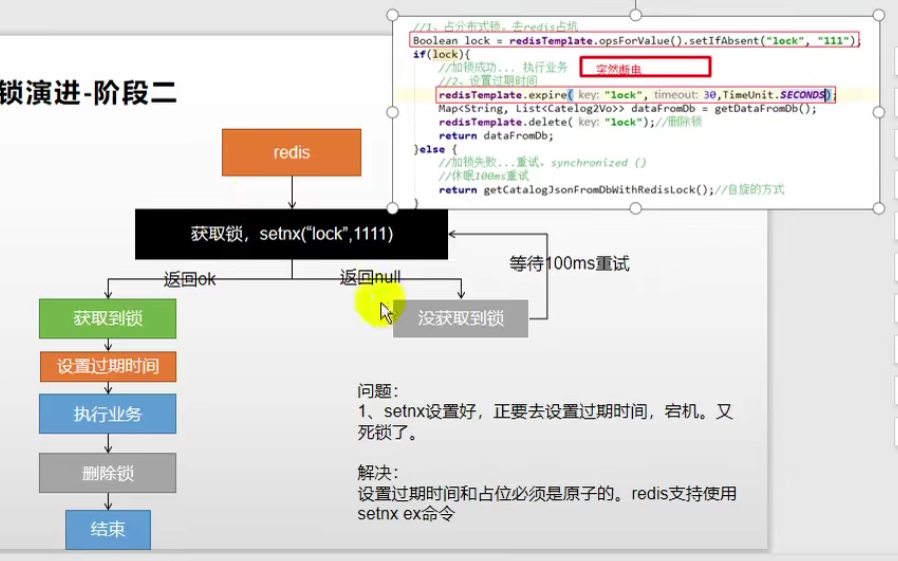 //1、占分布式锁。去redis占坑
Boolean lock = redisTemplate.opsForValue().setIfAbsent("lock", "111");
if(lock){
//加锁成功... 执行业务
突然断电
//2、设置过期时间
redisTemplate.expire( key: "lock", timeout: 30,TimeUnit.SECONDS);
Map<String, List<Catelog2Vo>> dataFromDb = getDataFromDb();
redisTemplate.delete( key: "lock");//删除锁
return dataFromDb;
}else {
//加锁失败...重试。synchronized ()
//休眠100ms重试
return getCatalogJsonFromDbWithRedisLock();//自旋的方式
}
锁演进-阶段二
redis
获取锁，setnx(“lock”,1111)
等待100ms重试
返回ok
返回null
获取到锁
没获取到锁
设置过期时间
执行业务
删除锁
结束
问题：
1、setnx设置好，正要去设置过期时间，宕机。又
死锁了。
解决：
设置过期时间和占位必须是原子的。redis支持使用
setnx ex命令